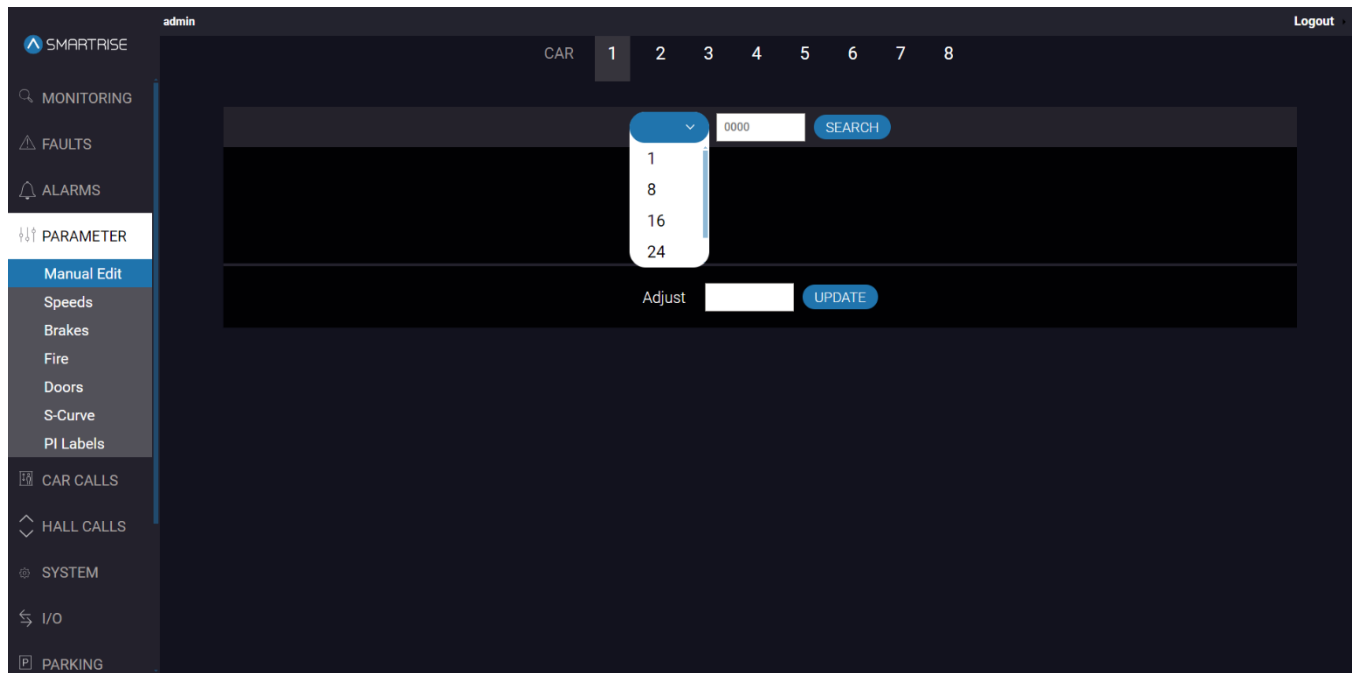 admin
Logout
SMARTRISE
CAR 1 2 3 4 5 6 7 8
MONITORING
FAULTS
ALARMS
PARAMETER
Manual Edit
Speeds
Brakes
Fire
Doors
S-Curve
PI Labels
CAR CALLS
HALL CALLS
SYSTEM
I/O
P PARKING
0000 SEARCH
1
8
16
24
Adjust UPDATE